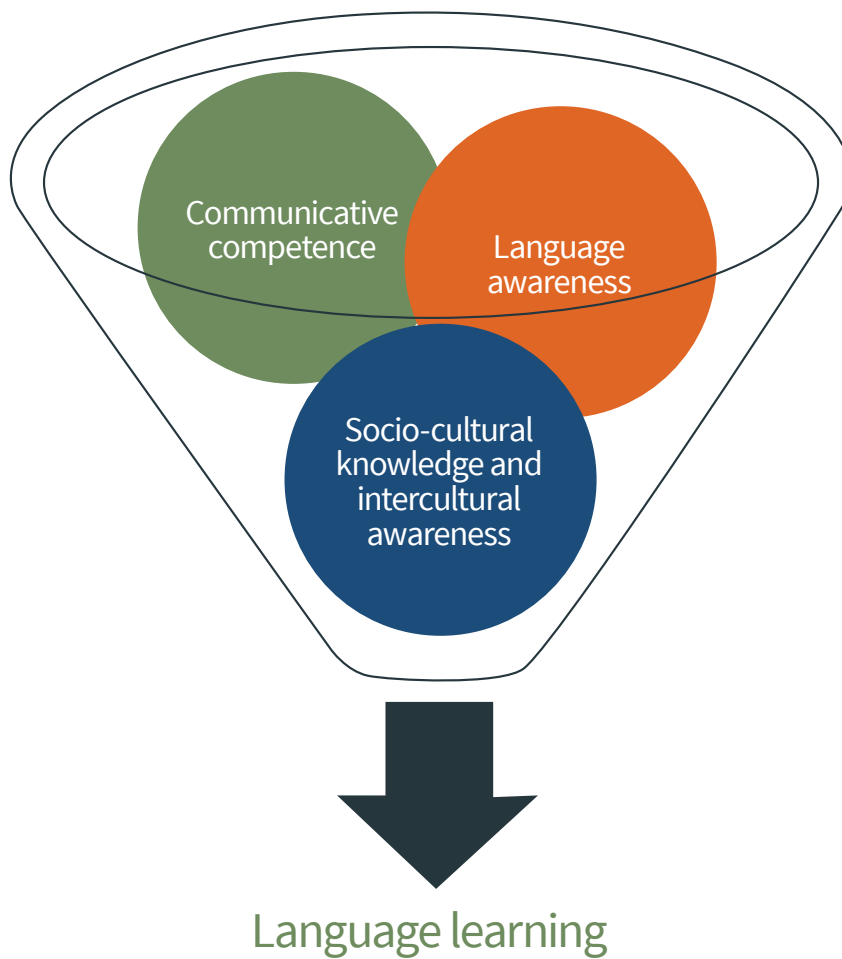 Communicative
competence
Language
awareness
Socio-cultural
knowledge and
intercultural
awareness
Language learning